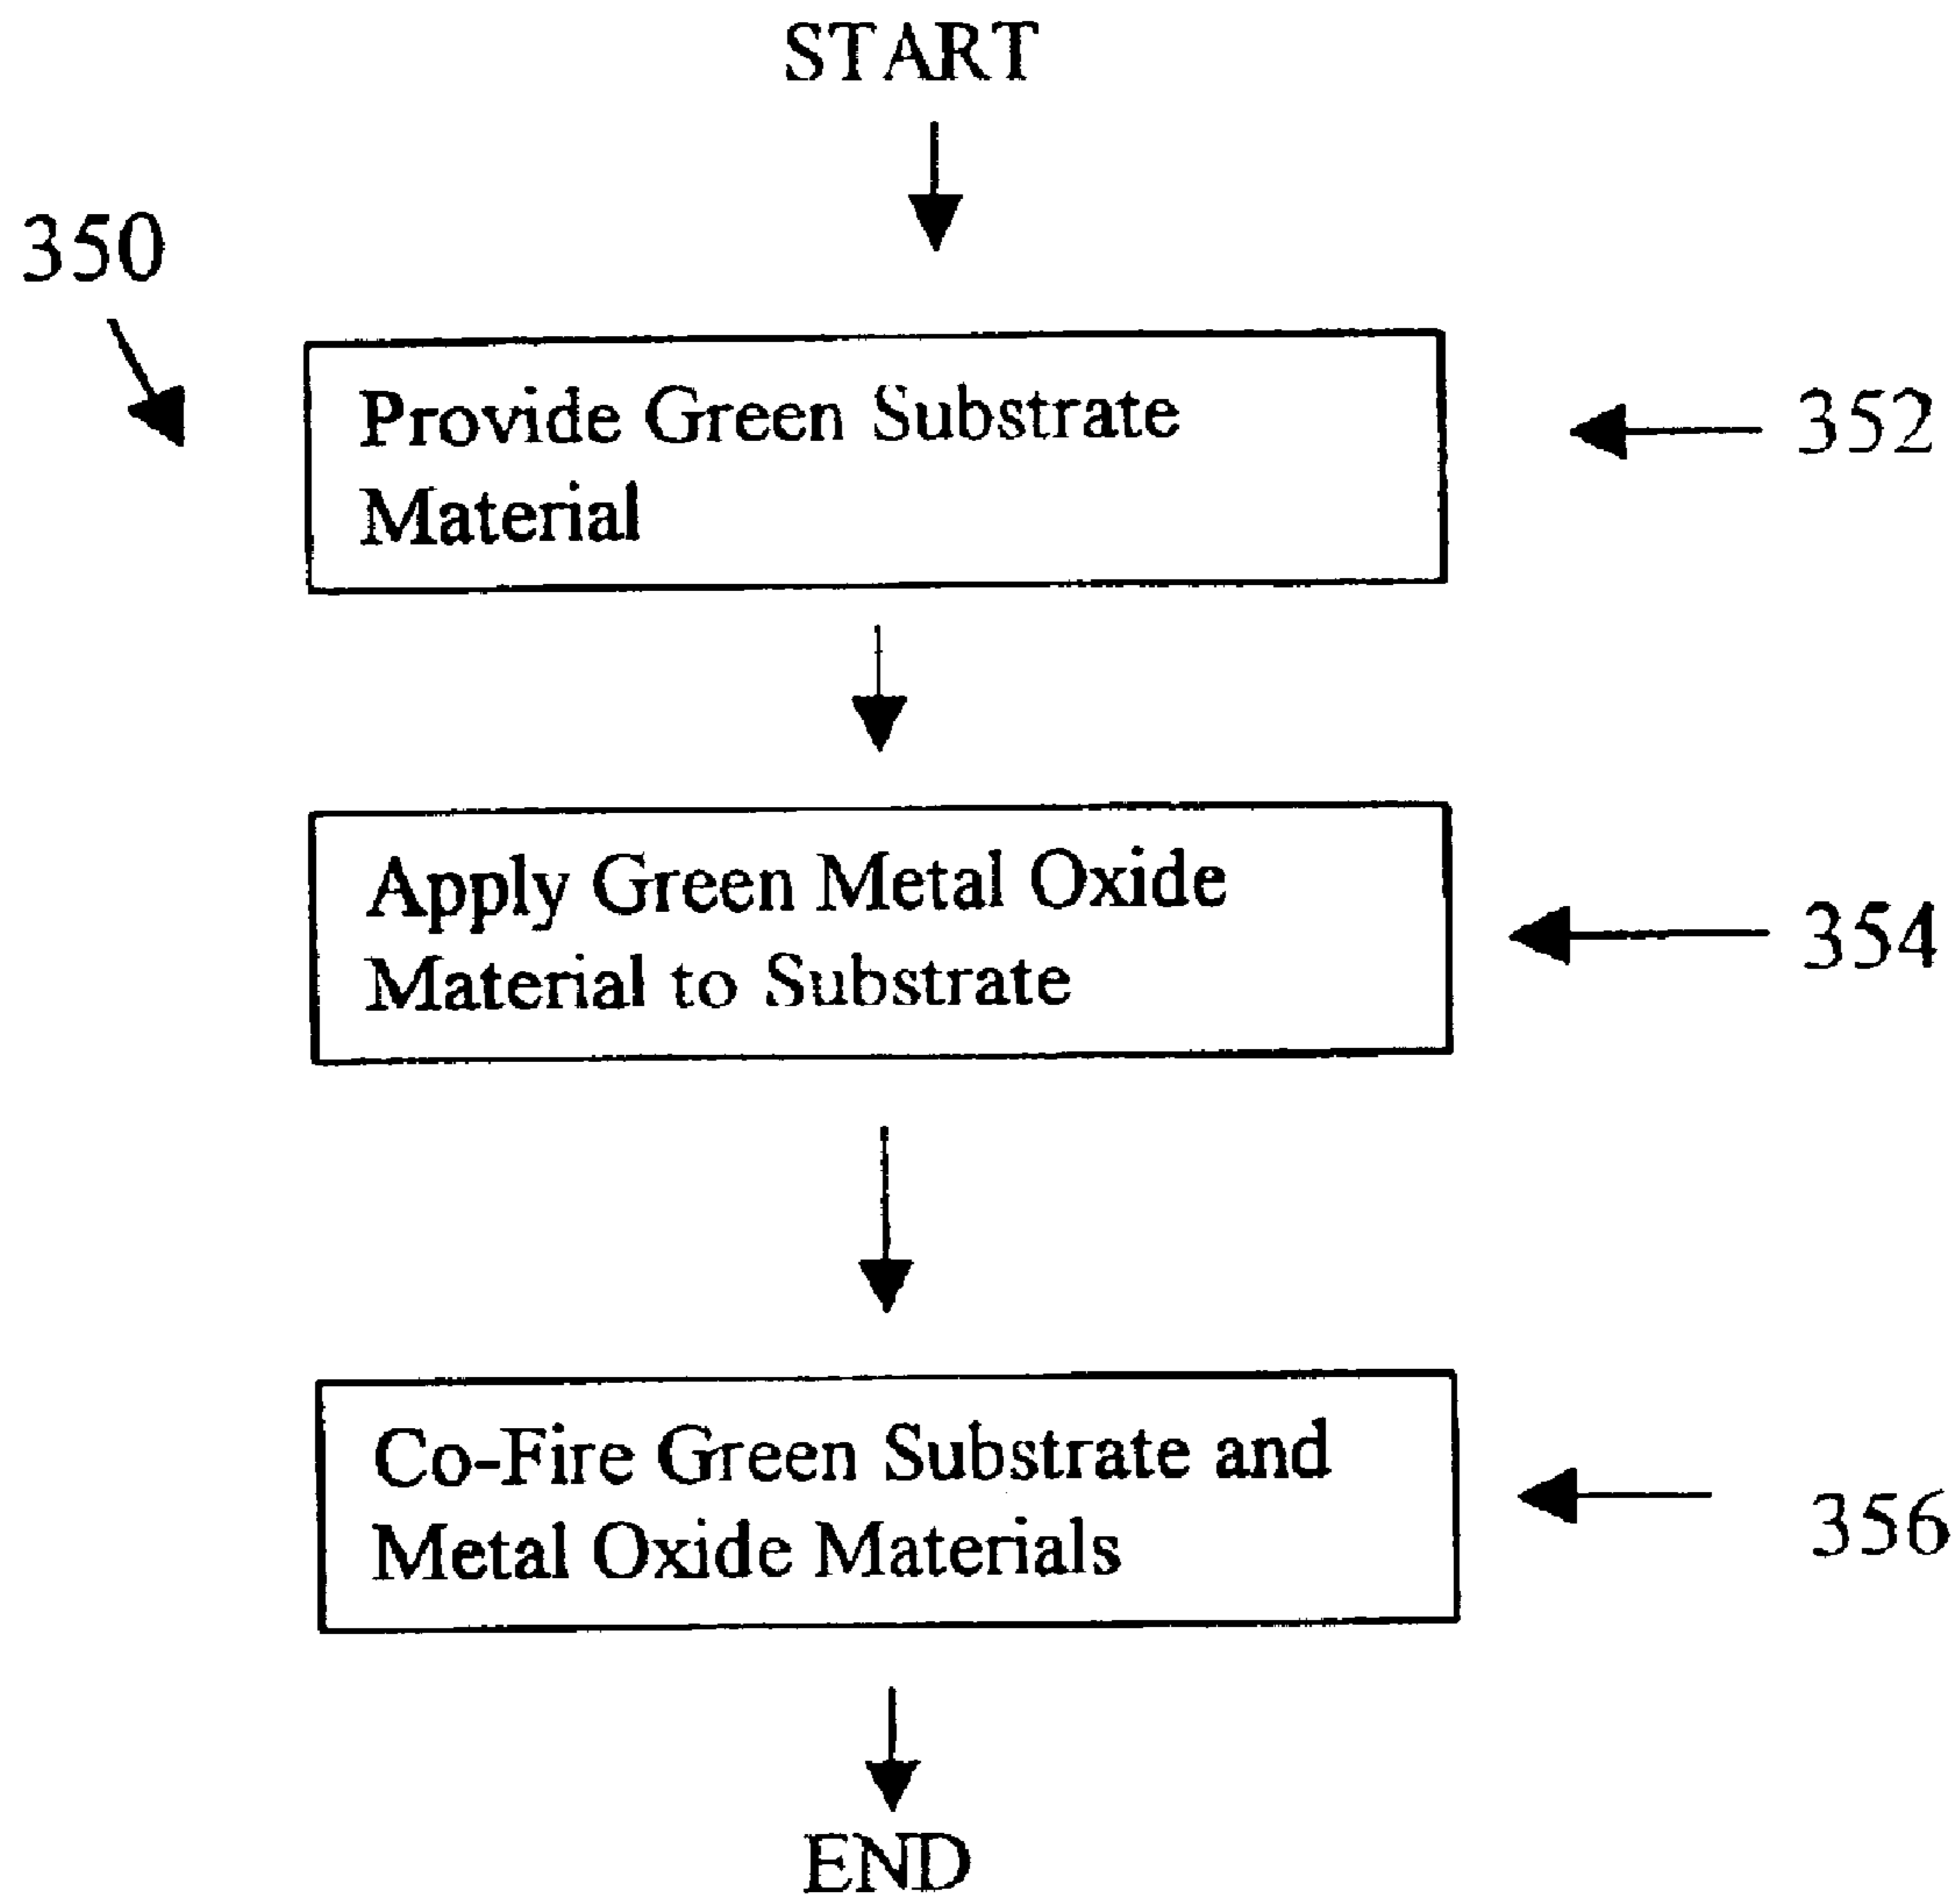 START
350
Provide Green Substrate
Material
352
Apply Green Metal Oxide
Material to Substrate
354
Co-Fire Green Substrate and
Metal Oxide Materials
356
END